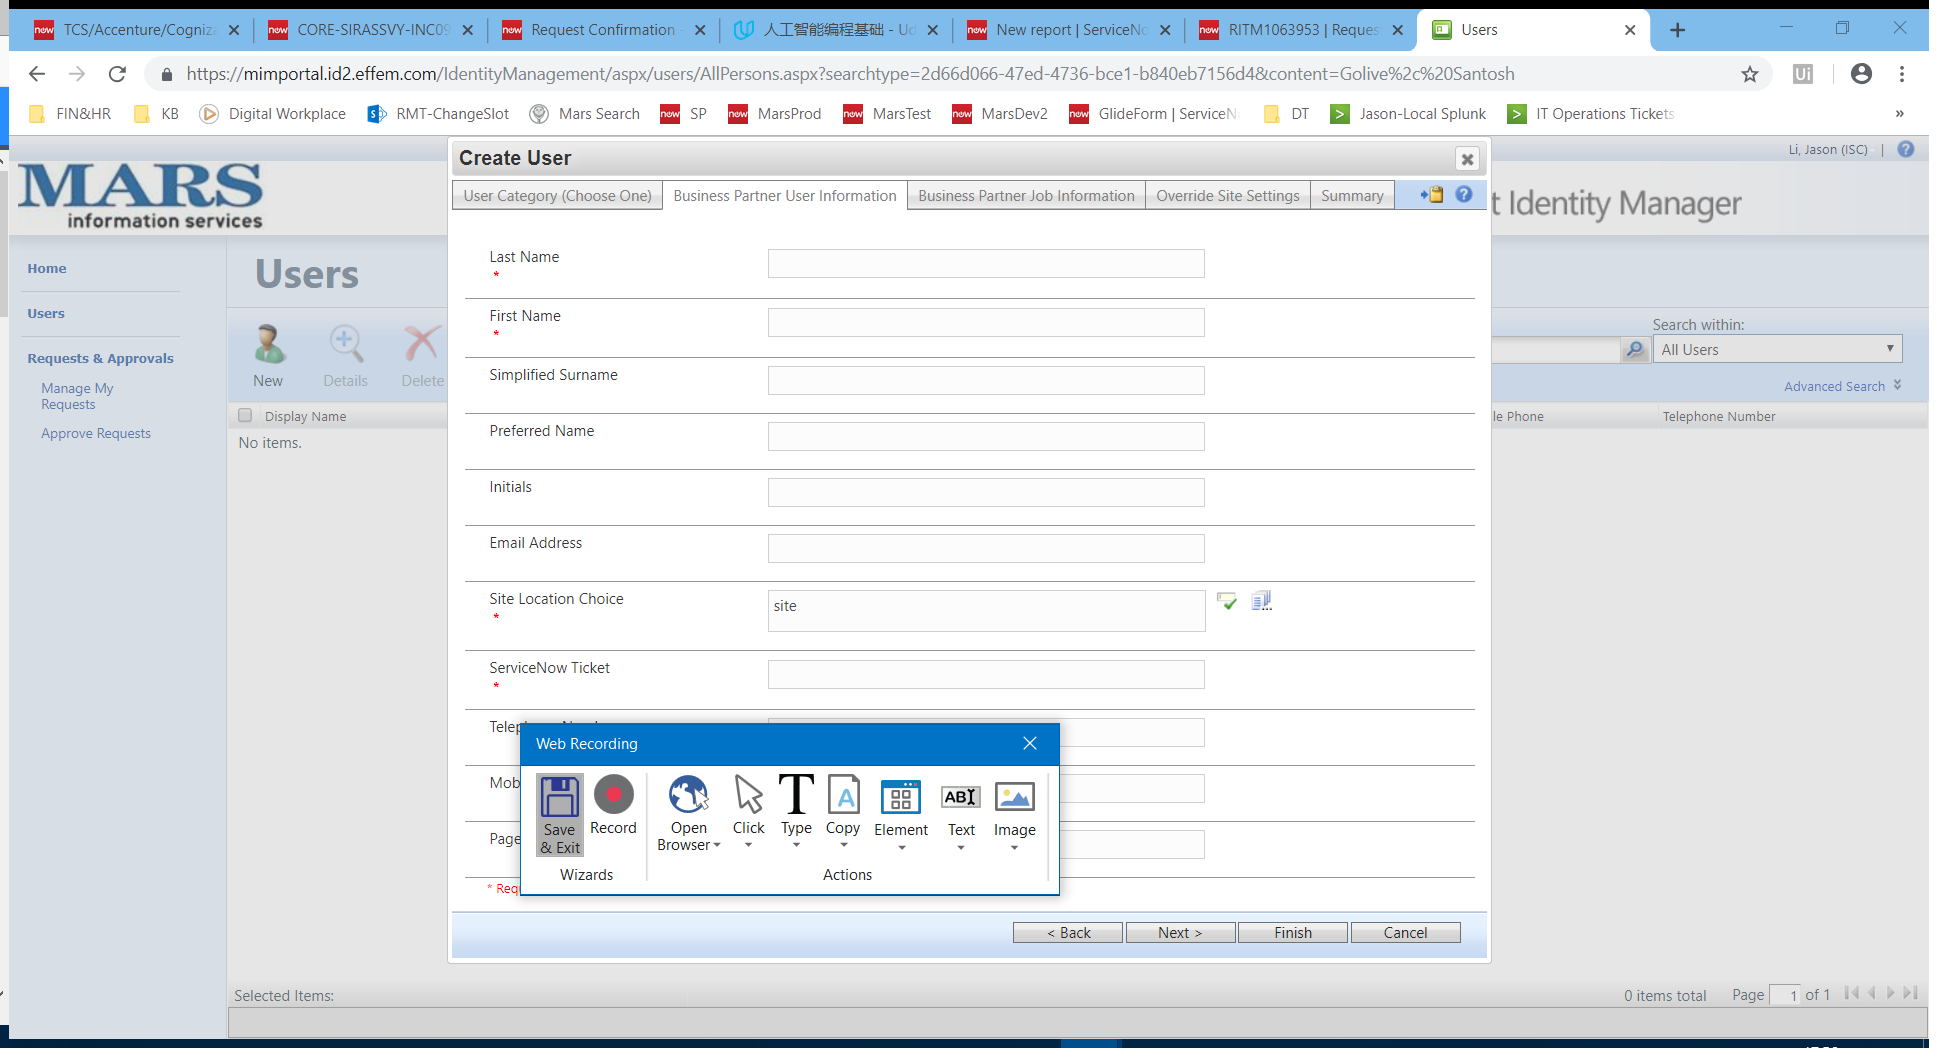 TCS/Accenture/Cogniza
CORE-SIRASSVY-INC09
Request Confirmation
人工智能编程基础 - Ud
New report | ServiceNo
RITM1063953 | Reques
Users
https://mimportal.id2.effem.com/IdentityManagement/aspx/users/AllPersons.aspx?searchtype=2d66d066-47ed-4736-bce1-b840eb7156d4&content=Golive%2c%20Santosh
FIN&HR
KB
Digital Workplace
RMT-ChangeSlot
Mars Search
now SP
now MarsProd
now MarsTest
now MarsDev2
now GlideForm | ServiceN
DT
Jason-Local Splunk
IT Operations Tickets
»
MARS
information services
Li, Jason (ISC) |
t Identity Manager
Home
Users
Requests & Approvals
Manage My
Requests
Approve Requests
Users
New
Details
Delete
Search within:
All Users
Advanced Search
Display Name
le Phone
Telephone Number
No items.
Create User
User Category (Choose One)
Business Partner User Information
Business Partner Job Information
Override Site Settings
Summary
Last Name
*
First Name
*
Simplified Surname
Preferred Name
Initials
Email Address
Site Location Choice
*
site
ServiceNow Ticket
*
Telep
Mob
Page
* Req
Web Recording
Save
& Exit
Record
Open
Browser
Click
Type
Copy
Element
Text
Image
Wizards
Actions
< Back
Next >
Finish
Cancel
Selected Items:
0 items total
Page 1 of 1